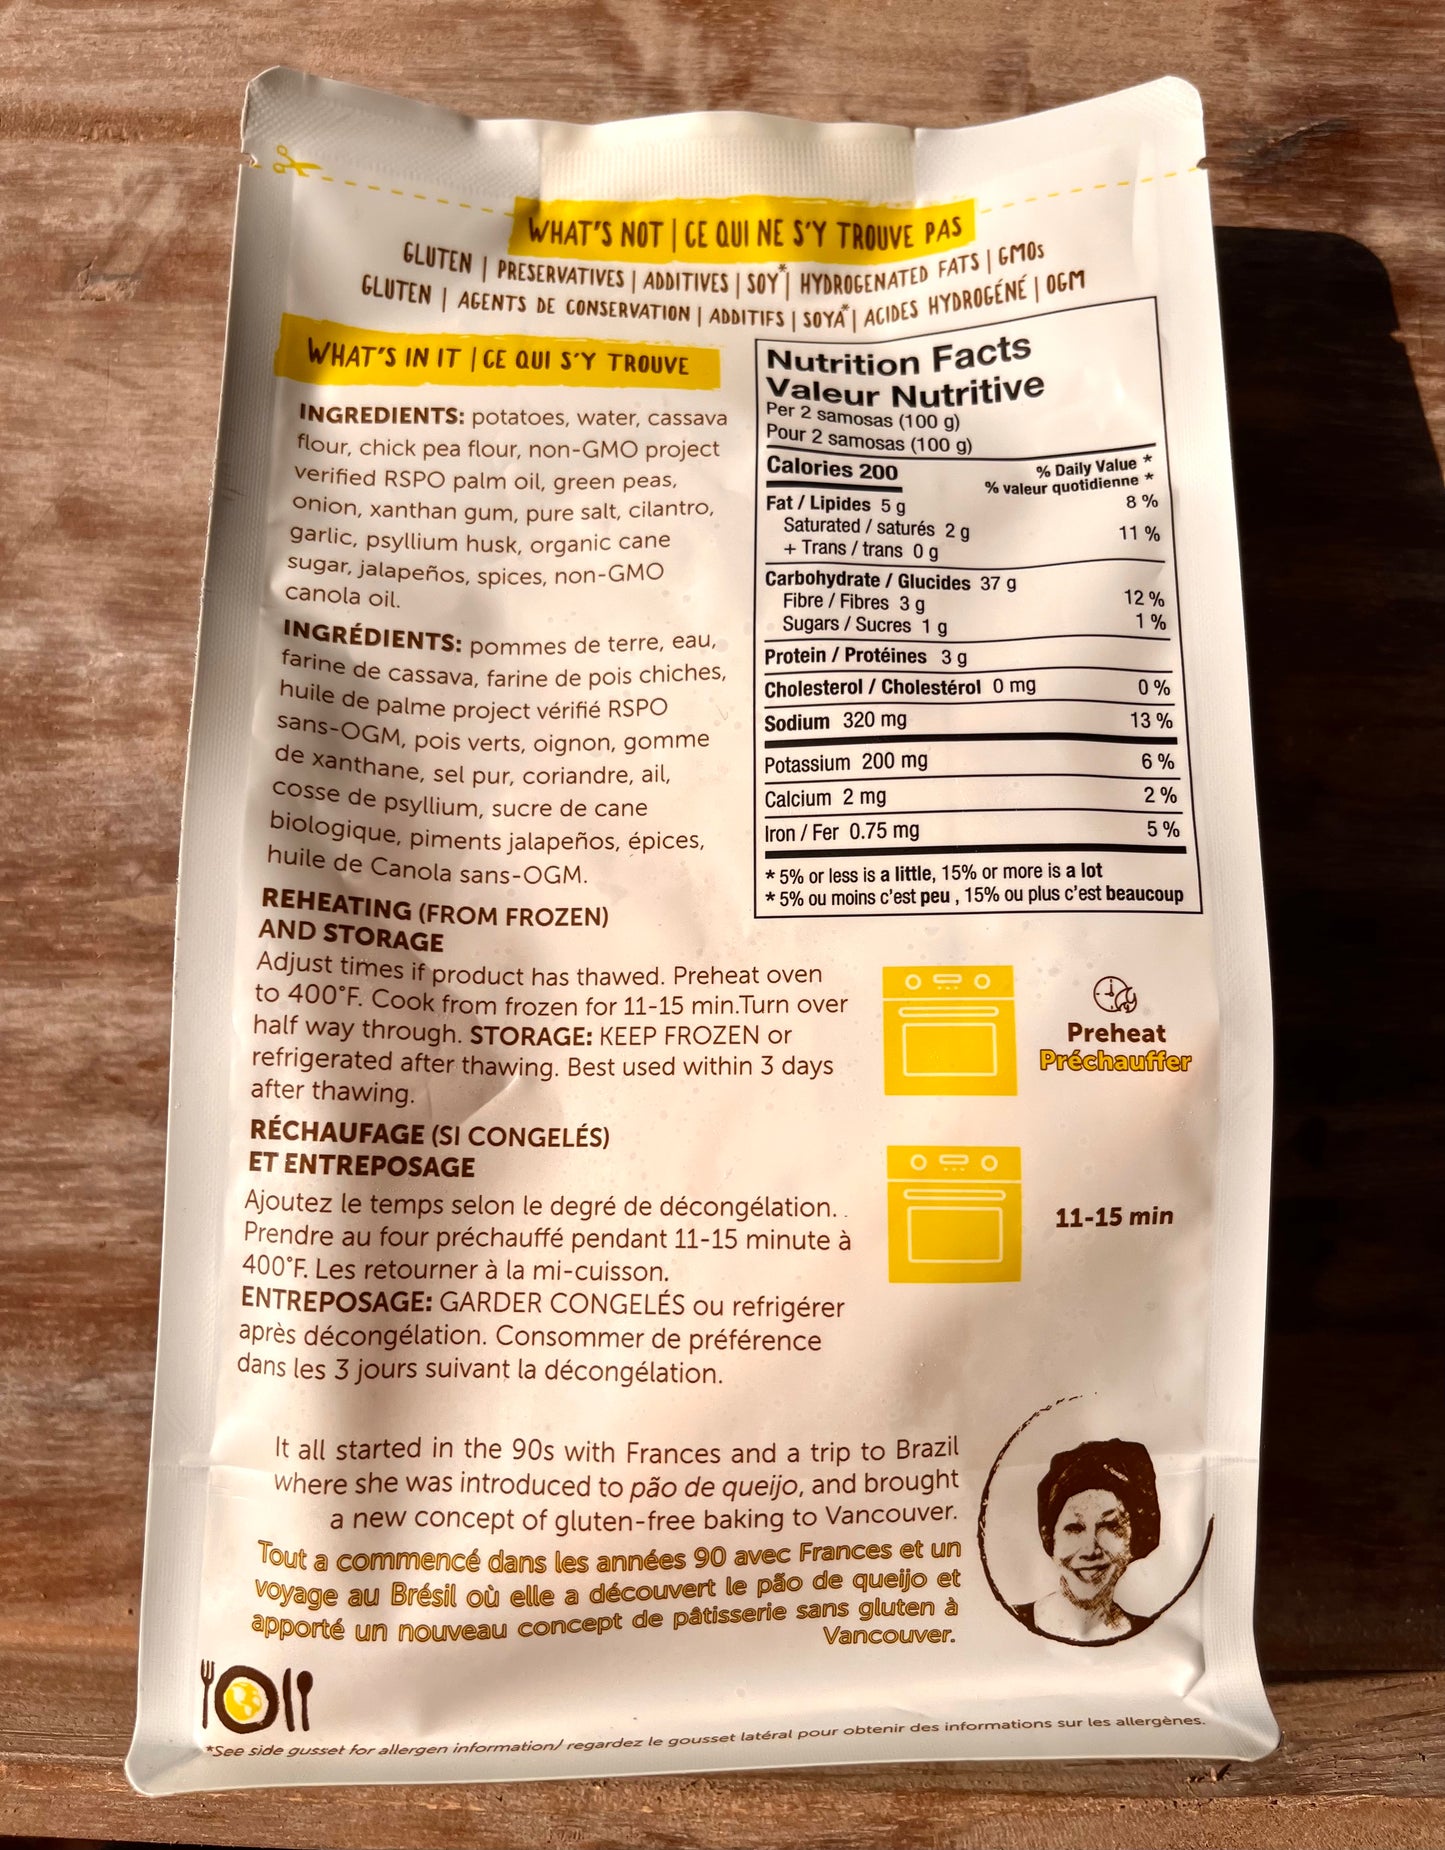 WHAT'S NOT | CE QUI NE S'Y TROUVE PAS
GLUTEN | PRESERVATIVES | ADDITIVES | SOY* | HYDROGENATED FATS | GMOs
GLUTEN | AGENTS DE CONSERVATION | ADDITIFS | SOYA* | ACIDES HYDROGÉNÉ | OGM
WHAT'S IN IT | CE QUI S'Y TROUVE
INGREDIENTS: potatoes, water, cassava
flour, chick pea flour, non-GMO project
verified RSPO palm oil, green peas,
onion, xanthan gum, pure salt, cilantro,
garlic, psyllium husk, organic cane
sugar, jalapeños, spices, non-GMO
canola oil.
INGRÉDIENTS: pommes de terre, eau,
farine de cassava, farine de pois chiches,
huile de palme project vérifié RSPO
sans-OGM, pois verts, oignon, gomme
de xanthane, sel pur, coriandre, ail,
cosse de psyllium, sucre de cane
biologique, piments jalapeños, épices,
huile de Canola sans-OGM.
Nutrition Facts
Valeur Nutritive
Per 2 samosas (100 g)
Pour 2 samosas (100 g)
Calories 200
% Daily Value *
% valeur quotidienne *
Fat / Lipides 5 g 8 %
Saturated / saturés 2 g 11 %
+ Trans / trans 0 g
Carbohydrate / Glucides 37 g
Fibre / Fibres 3 g 12 %
Sugars / Sucres 1 g 1 %
Protein / Protéines 3 g
Cholesterol / Cholestérol 0 mg 0 %
Sodium 320 mg 13 %
Potassium 200 mg 6 %
Calcium 2 mg 2 %
Iron / Fer 0.75 mg 5 %
* 5% or less is a little, 15% or more is a lot
* 5% ou moins c'est peu , 15% ou plus c'est beaucoup
REHEATING (FROM FROZEN)
AND STORAGE
Adjust times if product has thawed. Preheat oven
to 400°F. Cook from frozen for 11-15 min.Turn over
half way through. STORAGE: KEEP FROZEN or
refrigerated after thawing. Best used within 3 days
after thawing.
RÉCHAUFAGE (SI CONGELÉS)
ET ENTREPOSAGE
Ajoutez le temps selon le degré de décongélation. .
Prendre au four préchauffé pendant 11-15 minute à
400°F. Les retourner à la mi-cuisson.
ENTREPOSAGE: GARDER CONGELÉS ou refrigérer
après décongélation. Consommer de préférence
dans les 3 jours suivant la décongélation.
Preheat
Préchauffer
11-15 min
It all started in the 90s with Frances and a trip to Brazil
where she was introduced to pão de queijo, and brought
a new concept of gluten-free baking to Vancouver.
Tout a commencé dans les années 90 avec Frances et un
voyage au Brésil où elle a découvert le pão de queijo et
apporté un nouveau concept de pâtisserie sans gluten à
Vancouver.
*See side gusset for allergen information/ regardez le gousset latéral pour obtenir des informations sur les allergènes.